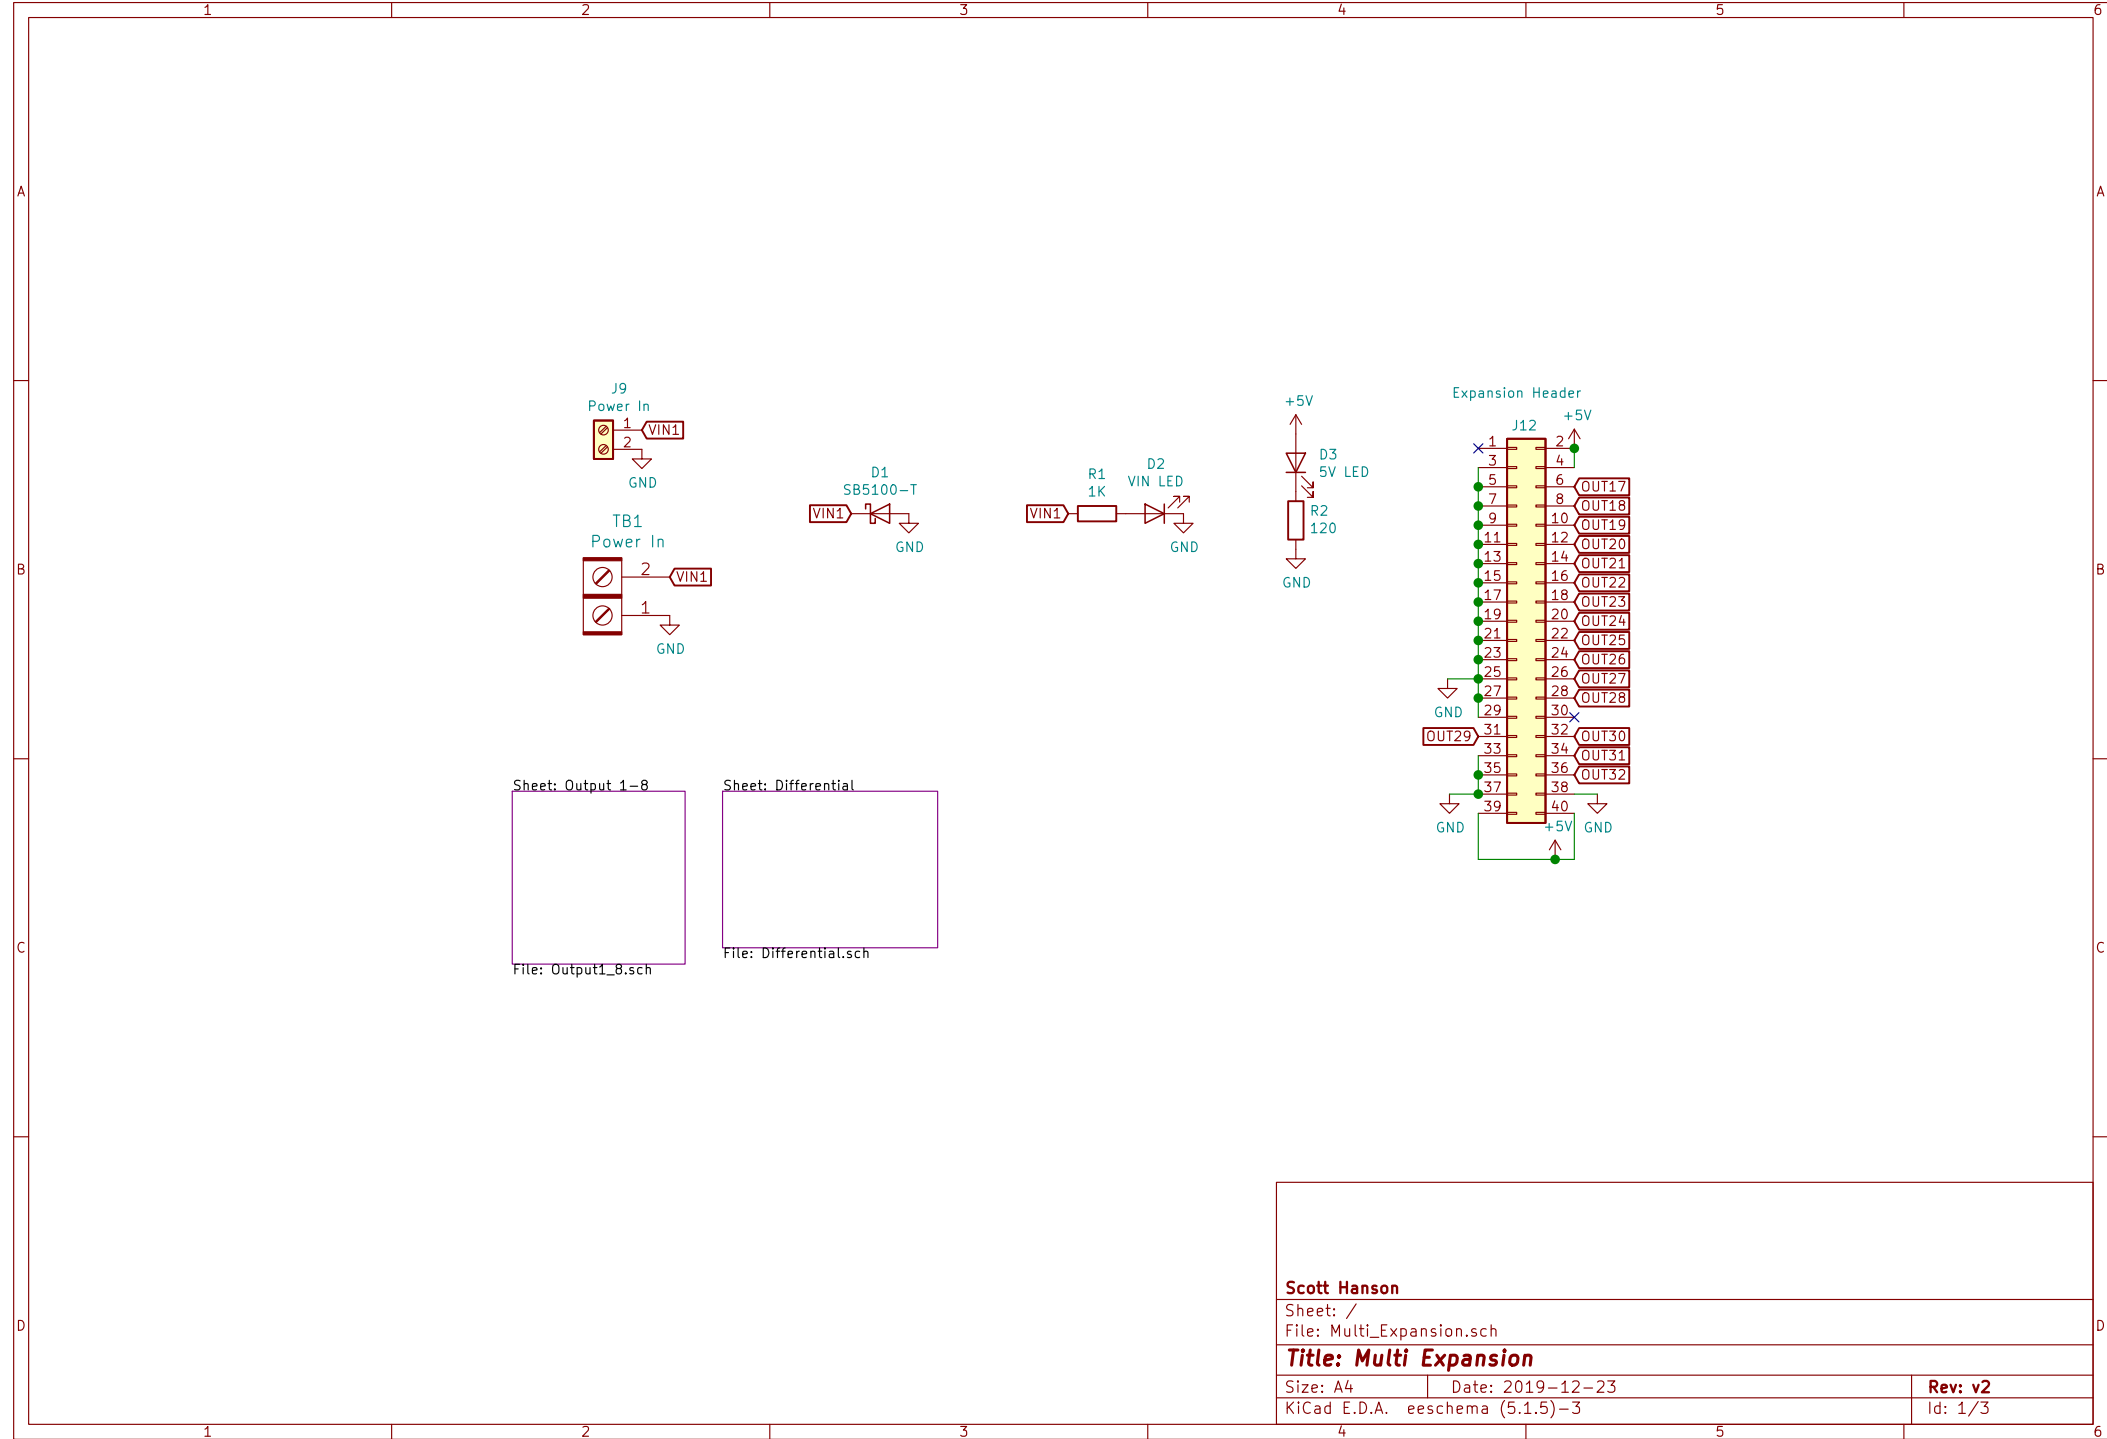 1 2 3 4 5 6
A A
J9
Power In
1 VIN1
2
GND
TB1
Power In
2 VIN1
1
GND
D1
SB5100-T
VIN1
GND
R1
1K
D2
VIN LED
VIN1
GND
+5V
D3
5V LED
R2
120
GND
Expansion Header
+5V
J12
1 2
3 4
5 6 OUT17
7 8 OUT18
9 10 OUT19
11 12 OUT20
13 14 OUT21
15 16 OUT22
17 18 OUT23
19 20 OUT24
21 22 OUT25
23 24 OUT26
25 26 OUT27
27 28 OUT28
GND
29 30
OUT29 31 32 OUT30
33 34 OUT31
35 36 OUT32
37 38
39 40
GND +5V GND
B B
Sheet: Output 1-8
File: Output1_8.sch
Sheet: Differential
File: Differential.sch
C C
Scott Hanson
Sheet: /
File: Multi_Expansion.sch
Title: Multi Expansion
Size: A4 Date: 2019-12-23 Rev: v2
KiCad E.D.A. eeschema (5.1.5)-3 Id: 1/3
D D
1 2 3 4 5 6